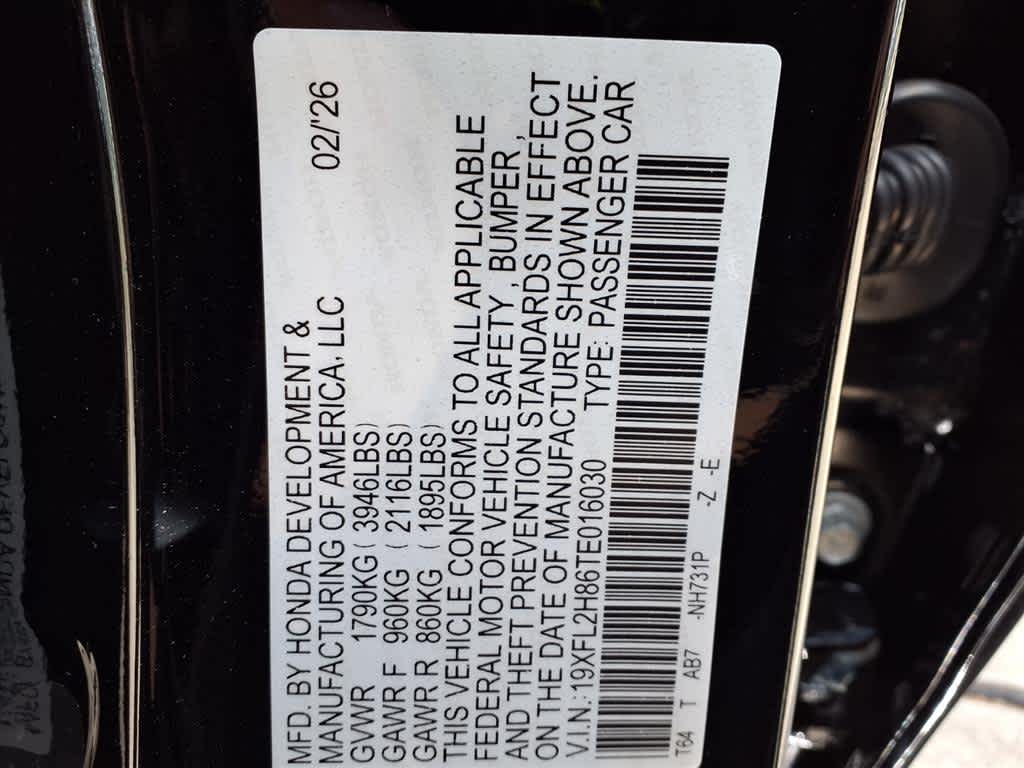 MFD. BY HONDA DEVELOPMENT &
MANUFACTURING OF AMERICA, LLC 02/'26
GVWR 1790KG ( 3946LBS)
GAWR F 960KG ( 2116LBS)
GAWR R 860KG ( 1895LBS)
THIS VEHICLE CONFORMS TO ALL APPLICABLE
FEDERAL MOTOR VEHICLE SAFETY, BUMPER,
AND THEFT PREVENTION STANDARDS IN EFFECT
ON THE DATE OF MANUFACTURE SHOWN ABOVE.
V.I.N.:19XFL2H86TE016030 TYPE: PASSENGER CAR
T64 T AB7 -NH731P -Z -E